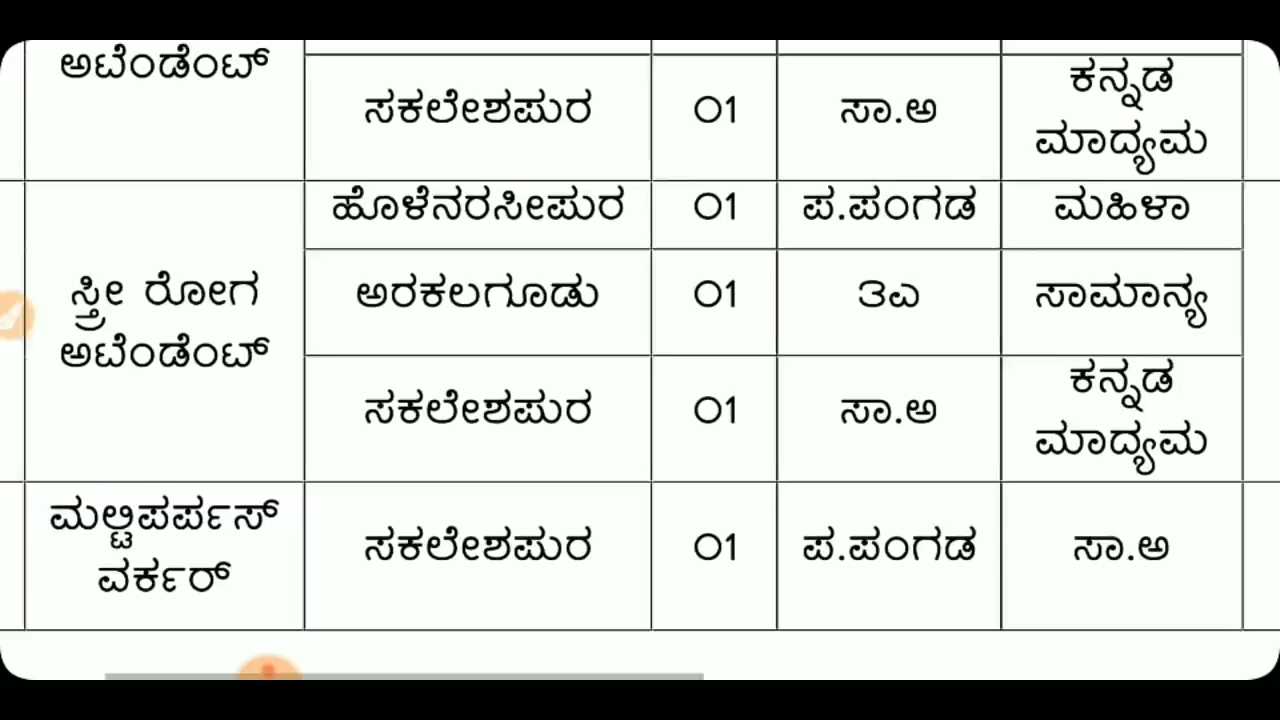 ಅಟೆಂಡೆಂಟ್
ಸಕಲೇಶಪುರ 01 ಸಾ.ಅ ಕನ್ನಡ
ಮಾದ್ಯಮ
ಹೊಳೆನರಸೀಪುರ 01 ಪ.ಪಂಗಡ ಮಹಿಳಾ
ಸ್ತ್ರೀ ರೋಗ
ಅಟೆಂಡೆಂಟ್
ಅರಕಲಗೂಡು 01 ೩ಎ ಸಾಮಾನ್ಯ
ಸಕಲೇಶಪುರ 01 ಸಾ.ಅ ಕನ್ನಡ
ಮಾದ್ಯಮ
ಮಲ್ಟಿಪರ್ಪಸ್
ವರ್ಕರ್
ಸಕಲೇಶಪುರ 01 ಪ.ಪಂಗಡ ಸಾ.ಅ